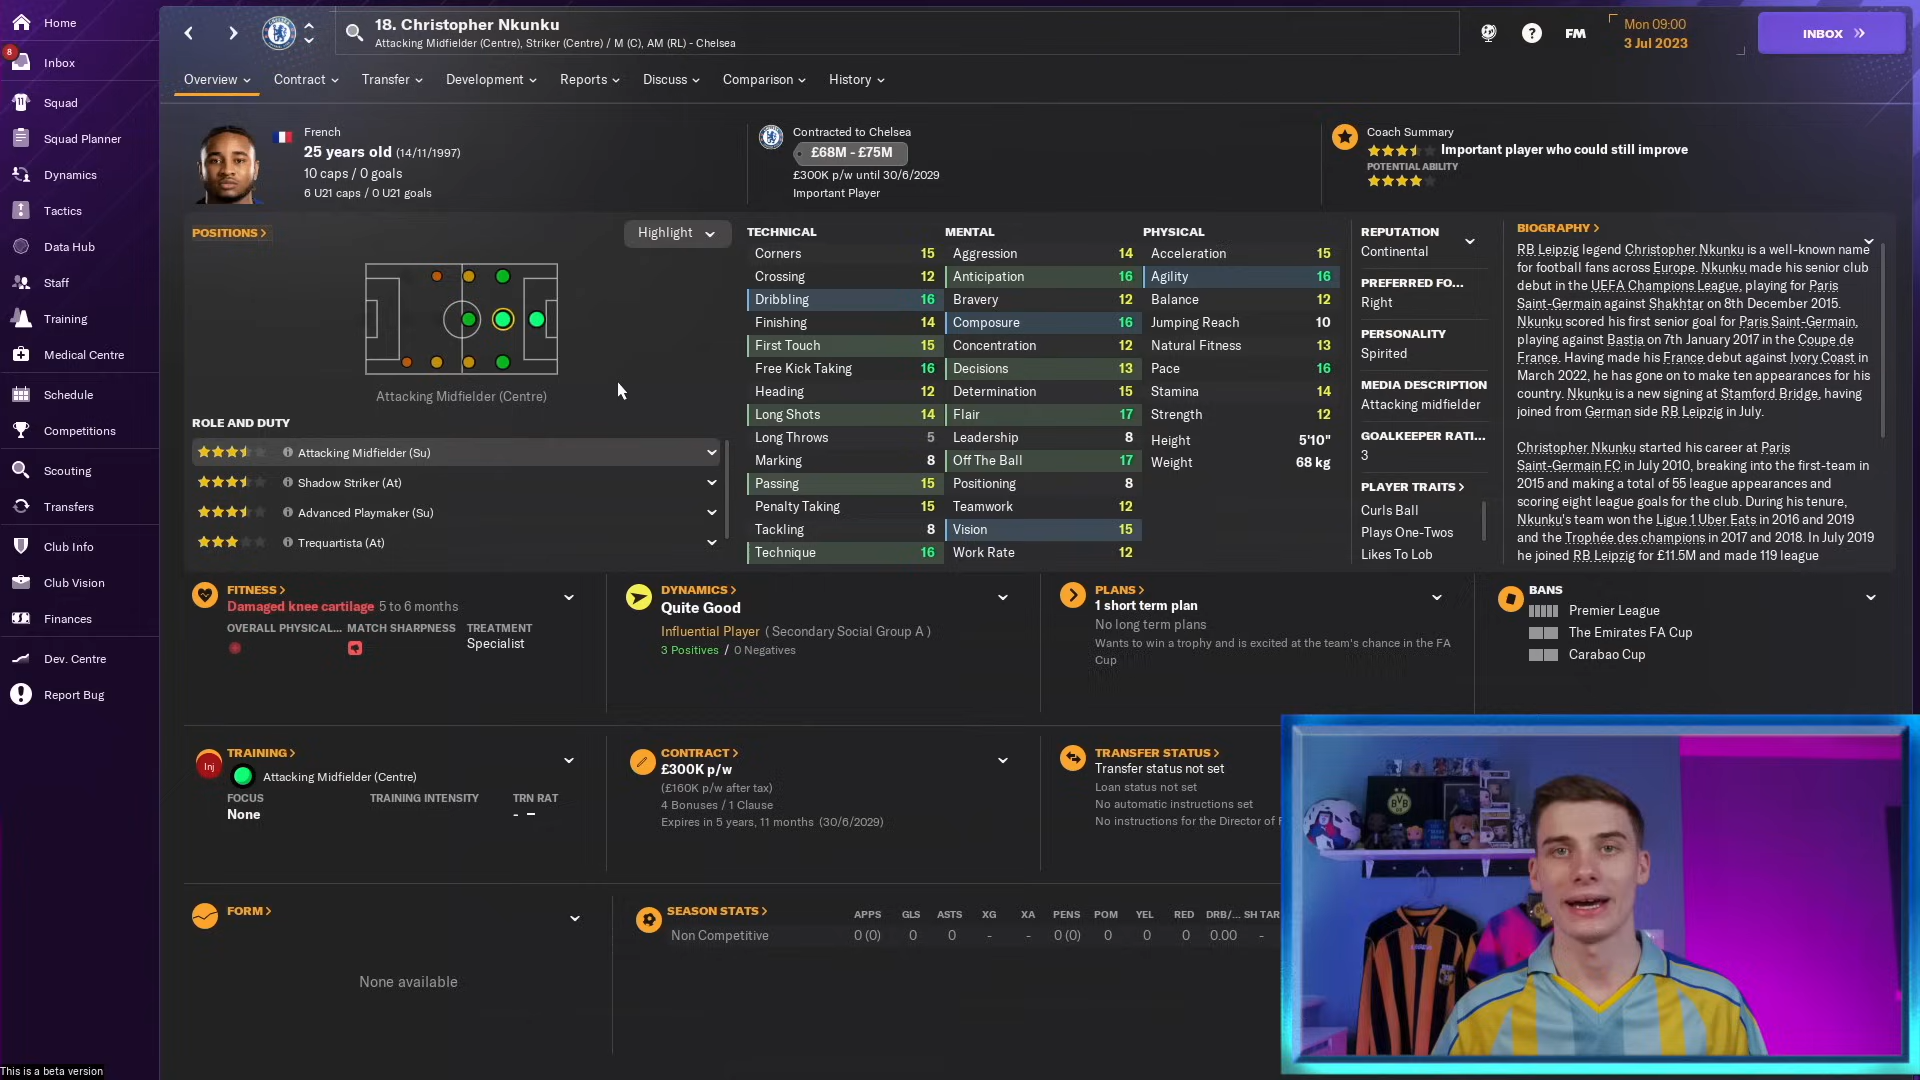 Home
8
Inbox
Squad
Squad Planner
Dynamics
Tactics
Data Hub
Staff
Training
Medical Centre
Schedule
Competitions
Scouting
Transfers
Club Info
Club Vision
Finances
Dev. Centre
Report Bug
This is a beta version
18. Christopher Nkunku
Attacking Midfielder (Centre), Striker (Centre) / M (C), AM (RL) - Chelsea
FM
Mon 09:00
3 Jul 2023
INBOX
Overview Contract Transfer Development Reports Discuss Comparison History
French
25 years old (14/11/1997)
10 caps / 0 goals
6 U21 caps / 0 U21 goals
Contracted to Chelsea
£68M - £75M
£300K p/w until 30/6/2029
Important Player
Coach Summary
Important player who could still improve
POTENTIAL ABILITY
POSITIONS >
Highlight
Attacking Midfielder (Centre)
ROLE AND DUTY
Attacking Midfielder (Su)
Shadow Striker (At)
Advanced Playmaker (Su)
Trequartista (At)
TECHNICAL
Corners 15
Crossing 12
Dribbling 16
Finishing 14
First Touch 15
Free Kick Taking 16
Heading 12
Long Shots 14
Long Throws 5
Marking 8
Passing 15
Penalty Taking 15
Tackling 8
Technique 16
MENTAL
Aggression 14
Anticipation 16
Bravery 12
Composure 16
Concentration 12
Decisions 13
Determination 15
Flair 17
Leadership 8
Off The Ball 17
Positioning 8
Teamwork 12
Vision 15
Work Rate 12
PHYSICAL
Acceleration 15
Agility 16
Balance 12
Jumping Reach 10
Natural Fitness 13
Pace 16
Stamina 14
Strength 12
Height 5'10"
Weight 68 kg
REPUTATION
Continental
PREFERRED FO...
Right
PERSONALITY
Spirited
MEDIA DESCRIPTION
Attacking midfielder
GOALKEEPER RATI...
3
PLAYER TRAITS >
Curls Ball
Plays One-Twos
Likes To Lob
BIOGRAPHY >
RB Leipzig legend Christopher Nkunku is a well-known name
for football fans across Europe. Nkunku made his senior club
debut in the UEFA Champions League, playing for Paris
Saint-Germain against Shakhtar on 8th December 2015.
Nkunku scored his first senior goal for Paris Saint-Germain,
playing against Bastia on 7th January 2017 in the Coupe de
France. Having made his France debut against Ivory Coast in
March 2022, he has gone on to make ten appearances for his
country. Nkunku is a new signing at Stamford Bridge, having
joined from German side RB Leipzig in July.
Christopher Nkunku started his career at Paris
Saint-Germain FC in July 2010, breaking into the first-team in
2015 and making a total of 55 league appearances and
scoring eight league goals for the club. During his tenure,
Nkunku's team won the Ligue 1 Uber Eats in 2016 and 2019
and the Trophée des champions in 2017 and 2018. In July 2019
he joined RB Leipzig for £11.5M and made 119 league
FITNESS >
Damaged knee cartilage 5 to 6 months
OVERALL PHYSICAL... MATCH SHARPNESS TREATMENT
Specialist
DYNAMICS >
Quite Good
Influential Player ( Secondary Social Group A )
3 Positives / 0 Negatives
PLANS >
1 short term plan
No long term plans
Wants to win a trophy and is excited at the team's chance in the FA
Cup
BANS
Premier League
The Emirates FA Cup
Carabao Cup
Inj
TRAINING >
Attacking Midfielder (Centre)
FOCUS TRAINING INTENSITY TRN RAT
None - –
CONTRACT >
£300K p/w
(£160K p/w after tax)
4 Bonuses / 1 Clause
Expires in 5 years, 11 months (30/6/2029)
TRANSFER STATUS >
Transfer status not set
Loan status not set
No automatic instructions set
No instructions for the Director of F
FORM >
None available
SEASON STATS > APPS GLS ASTS XG XA PENS POM YEL RED DRB/... SH TAR
Non Competitive 0 (0) 0 0 - - 0 (0) 0 0 0 0.00 -
BVB